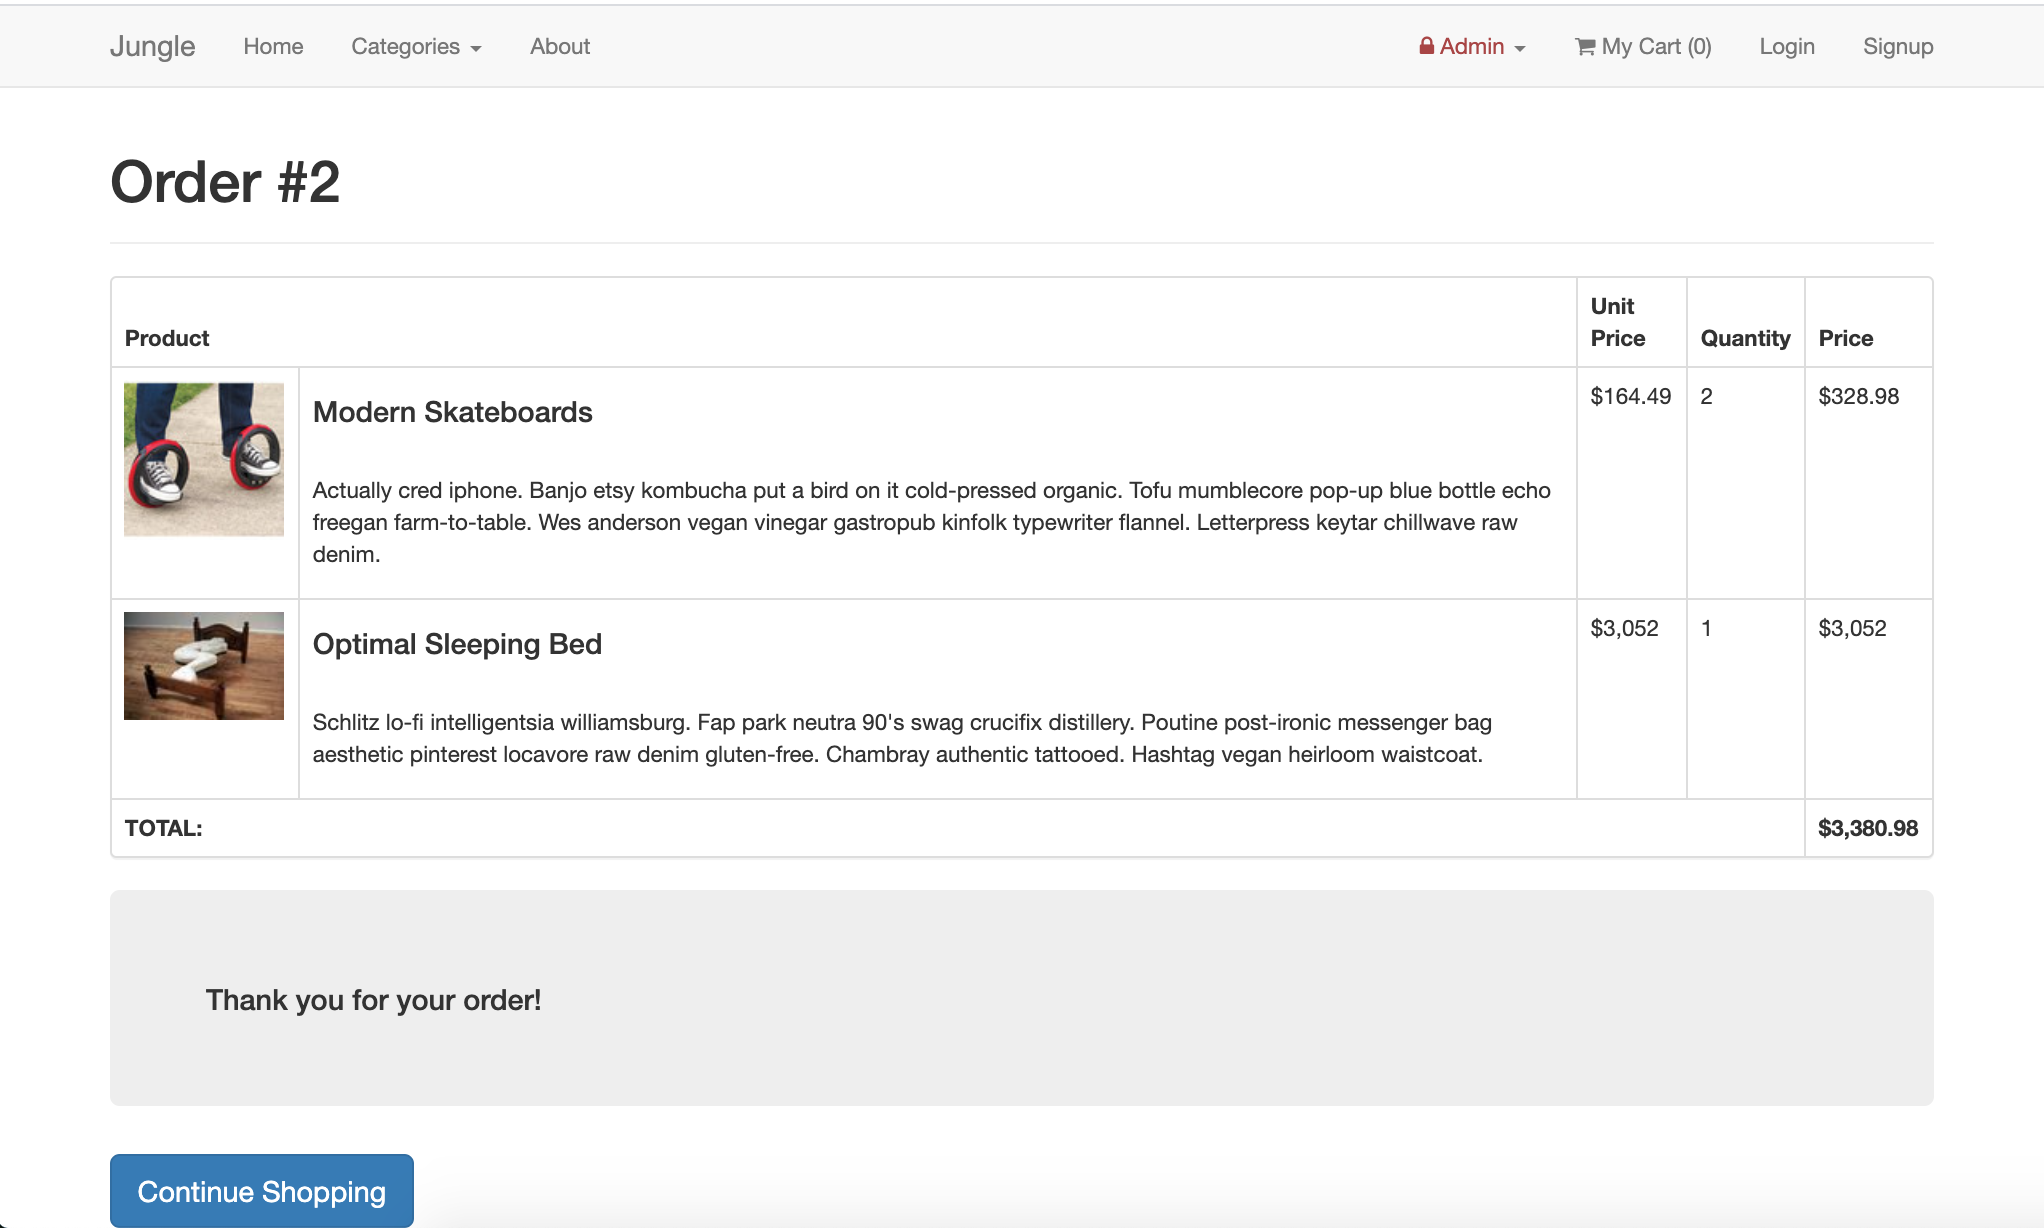 Jungle Home Categories About Admin My Cart (0) Login Signup
Order #2
Product Unit Price Quantity Price
Modern Skateboards $164.49 2 $328.98
Actually cred iphone. Banjo etsy kombucha put a bird on it cold-pressed organic. Tofu mumblecore pop-up blue bottle echo
freegan farm-to-table. Wes anderson vegan vinegar gastropub kinfolk typewriter flannel. Letterpress keytar chillwave raw
denim.
Optimal Sleeping Bed $3,052 1 $3,052
Schlitz lo-fi intelligentsia williamsburg. Fap park neutra 90's swag crucifix distillery. Poutine post-ironic messenger bag
aesthetic pinterest locavore raw denim gluten-free. Chambray authentic tattooed. Hashtag vegan heirloom waistcoat.
TOTAL: $3,380.98
Thank you for your order!
Continue Shopping